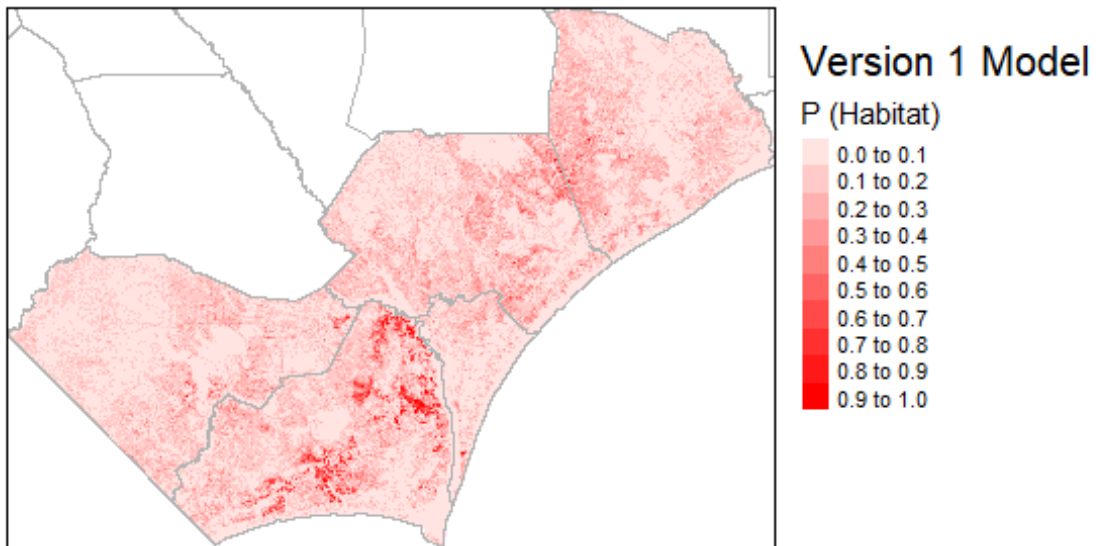 Version 1 Model
P (Habitat)
0.0 to 0.1
0.1 to 0.2
0.2 to 0.3
0.3 to 0.4
0.4 to 0.5
0.5 to 0.6
0.6 to 0.7
0.7 to 0.8
0.8 to 0.9
0.9 to 1.0